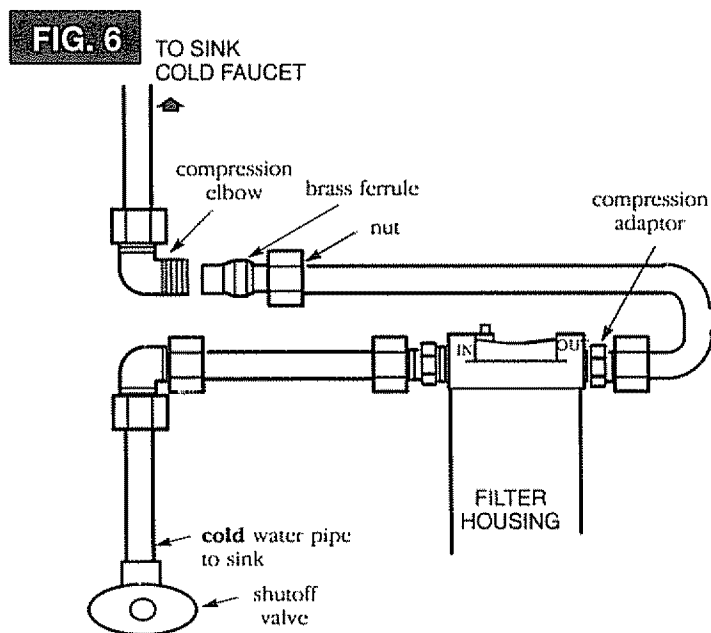 FIG. 6
TO SINK
COLD FAUCET
compression
elbow
brass ferrule
nut
compression
adaptor
IN
OUT
FILTER
HOUSING
cold water pipe
to sink
shutoff
valve